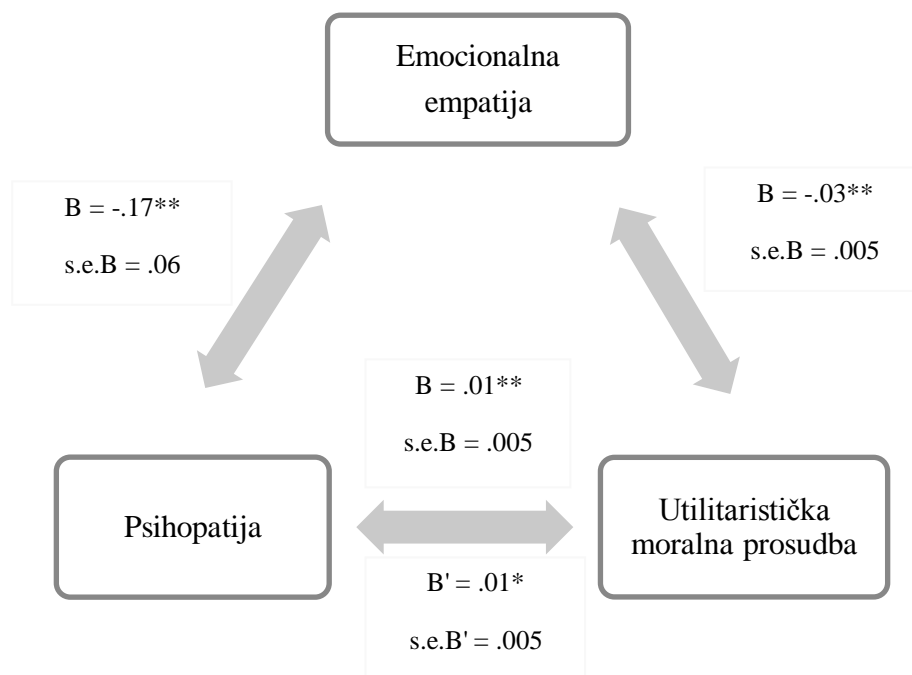 Emocionalna
empatija
B = -.17**
s.e.B = .06
B = -.03**
s.e.B = .005
B = .01**
s.e.B = .005
Psihopatija
Utilitaristička
moralna prosudba
B' = .01*
s.e.B' = .005